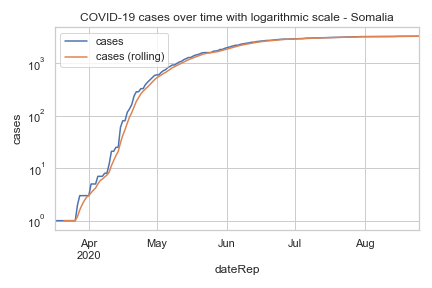 COVID-19 cases over time with logarithmic scale - Somalia
cases
cases (rolling)
10³
10²
10¹
10⁰
cases
Apr
2020
May
Jun
Jul
Aug
dateRep